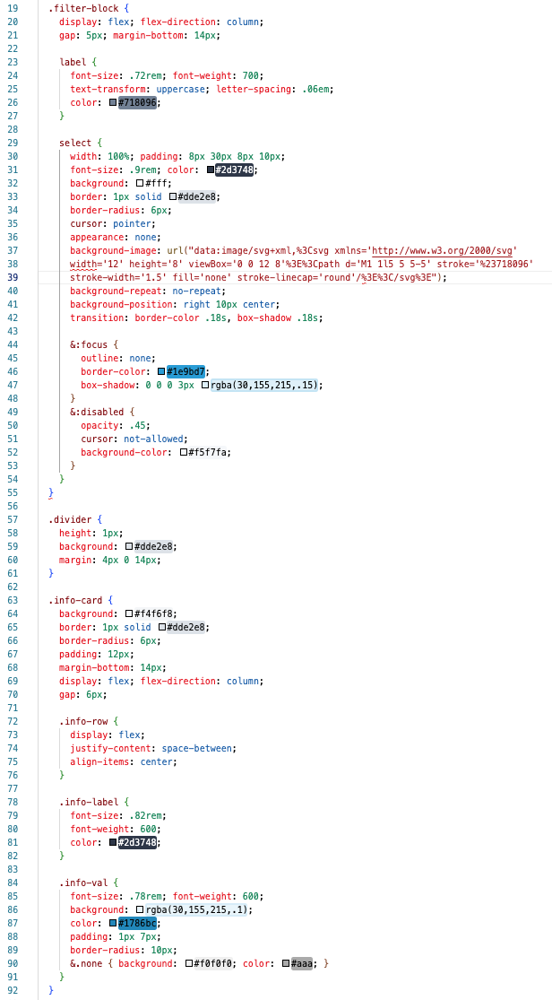 19 .filter-block {
20 display: flex; flex-direction: column;
21 gap: 5px; margin-bottom: 14px;
22
23 label {
24 font-size: .72rem; font-weight: 700;
25 text-transform: uppercase; letter-spacing: .06em;
26 color: #718096;
27 }
28
29 select {
30 width: 100%; padding: 8px 30px 8px 10px;
31 font-size: .9rem; color: #2d3748;
32 background: #fff;
33 border: 1px solid #dde2e8;
34 border-radius: 6px;
35 cursor: pointer;
36 appearance: none;
37 background-image: url("data:image/svg+xml,%3Csvg xmlns='http://www.w3.org/2000/svg'
38 width='12' height='8' viewBox='0 0 12 8'%3E%3Cpath d='M1 1l5 5 5-5' stroke='%23718096'
39 stroke-width='1.5' fill='none' stroke-linecap='round'/%3E%3C/svg%3E");
40 background-repeat: no-repeat;
41 background-position: right 10px center;
42 transition: border-color .18s, box-shadow .18s;
43
44 &:focus {
45 outline: none;
46 border-color: #1e9bd7;
47 box-shadow: 0 0 0 3px rgba(30,155,215,.15);
48 }
49 &:disabled {
50 opacity: .45;
51 cursor: not-allowed;
52 background-color: #f5f7fa;
53 }
54 }
55 }
56
57 .divider {
58 height: 1px;
59 background: #dde2e8;
60 margin: 4px 0 14px;
61 }
62
63 .info-card {
64 background: #f4f6f8;
65 border: 1px solid #dde2e8;
66 border-radius: 6px;
67 padding: 12px;
68 margin-bottom: 14px;
69 display: flex; flex-direction: column;
70 gap: 6px;
71
72 .info-row {
73 display: flex;
74 justify-content: space-between;
75 align-items: center;
76 }
77
78 .info-label {
79 font-size: .82rem;
80 font-weight: 600;
81 color: #2d3748;
82 }
83
84 .info-val {
85 font-size: .78rem; font-weight: 600;
86 background: rgba(30,155,215,.1);
87 color: #1786bc;
88 padding: 1px 7px;
89 border-radius: 10px;
90 &.none { background: #f0f0f0; color: #aaa; }
91 }
92 }